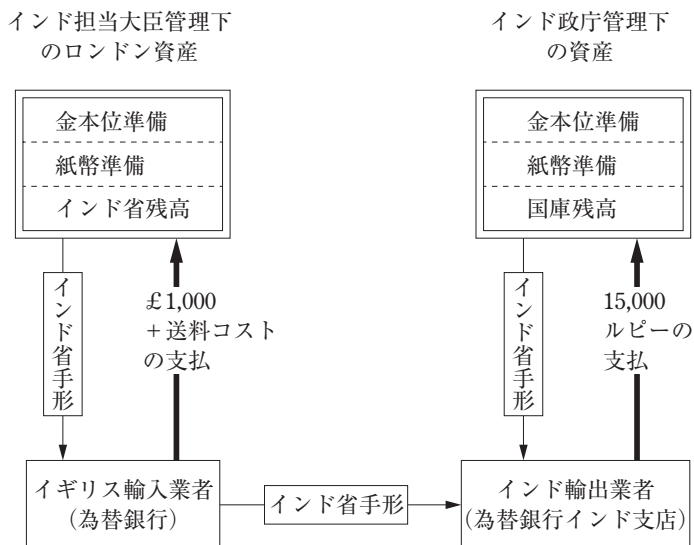 インド担当大臣管理下
のロンドン資産
金本位準備
紙幣準備
インド省残高
インド政庁管理下
の資産
金本位準備
紙幣準備
国庫残高
インド省手形
£1,000
＋送料コスト
の支払
インド省手形
15,000
ルピーの
支払
イギリス輸入業者
（為替銀行）
インド省手形
インド輸出業者
（為替銀行インド支店）